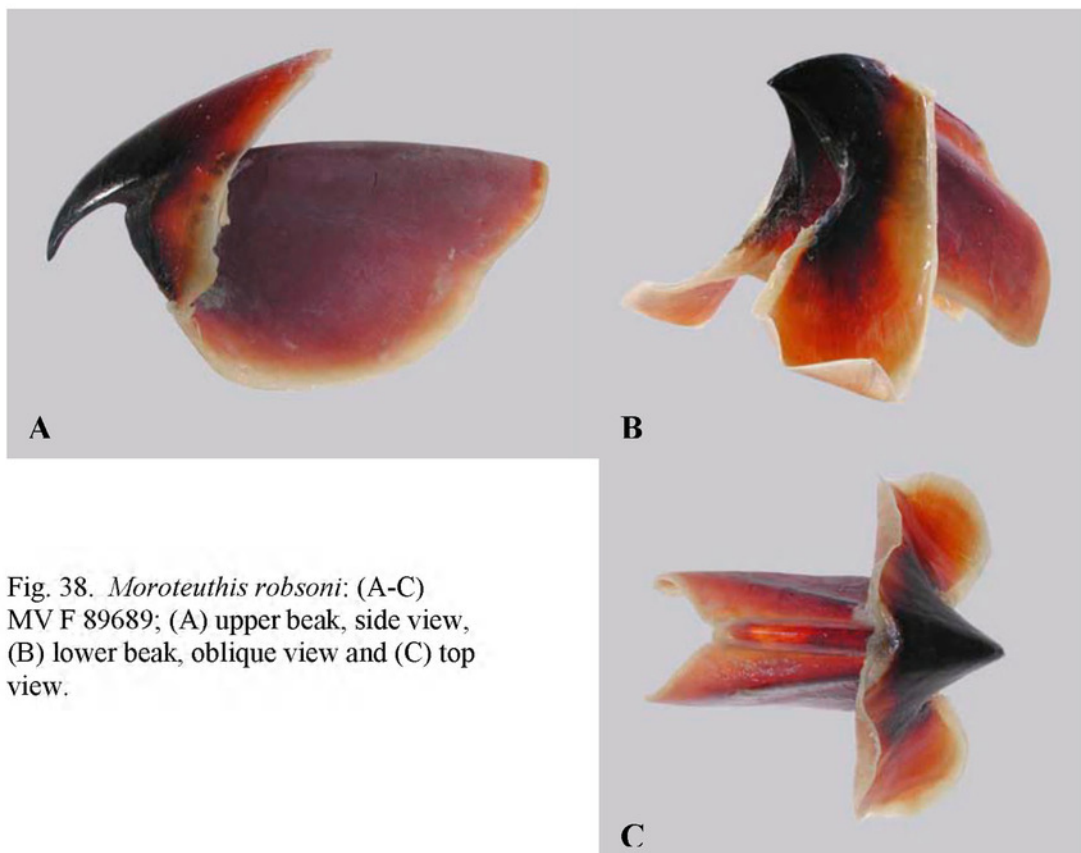 A
B
Fig. 38. Moroteuthis robsoni: (A-C)
MV F 89689; (A) upper beak, side view,
(B) lower beak, oblique view and (C) top
view.
C